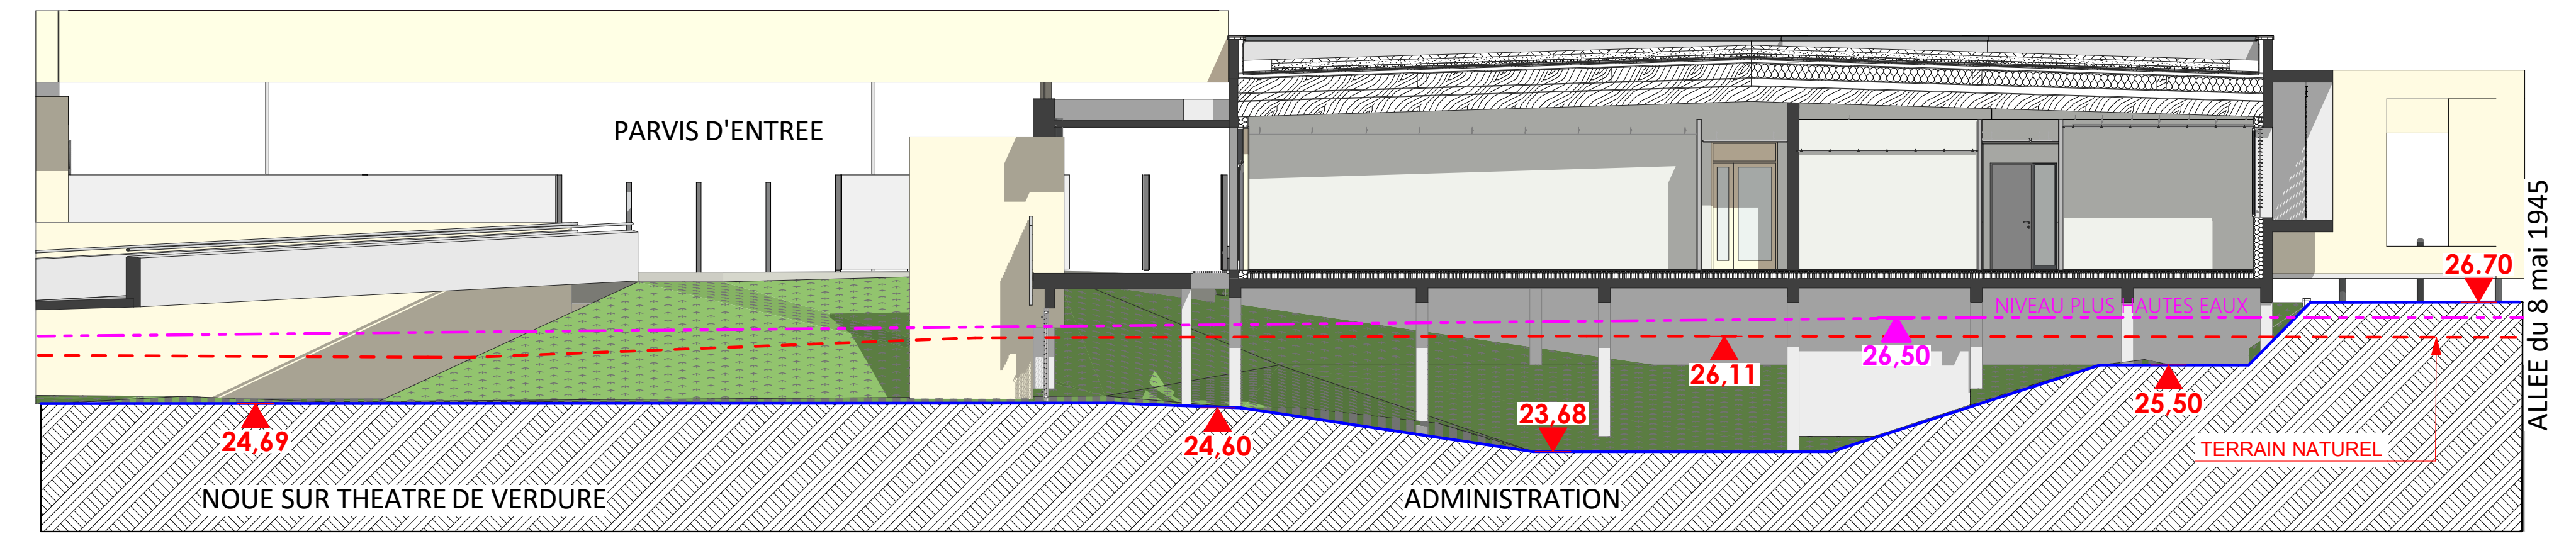 PARVIS D'ENTREE
ALLEE du 8 mai 1945
26.70
NIVEAU PLUS HAUTES EAUX
26,50
26,11
25,50
23,68
24,69
24,60
TERRAIN NATUREL
NOUE SUR THEATRE DE VERDURE
ADMINISTRATION